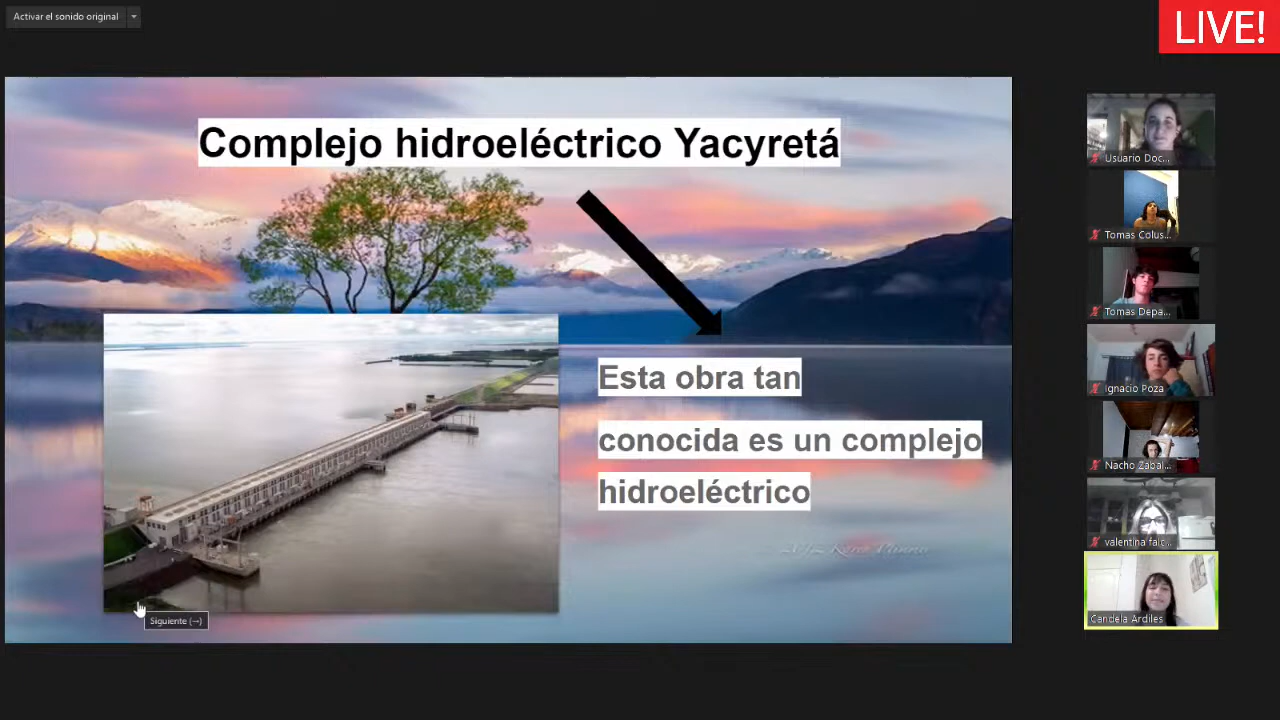 Activar el sonido original
LIVE!
Complejo hidroeléctrico Yacyretá
Esta obra tan
conocida es un complejo
hidroeléctrico
Siguiente (→)
Usuario Doc...
Tomas Colus...
Tomas Depa...
Ignacio Poza
Nacho Zabal...
valentina falc...
Candela Ardiles